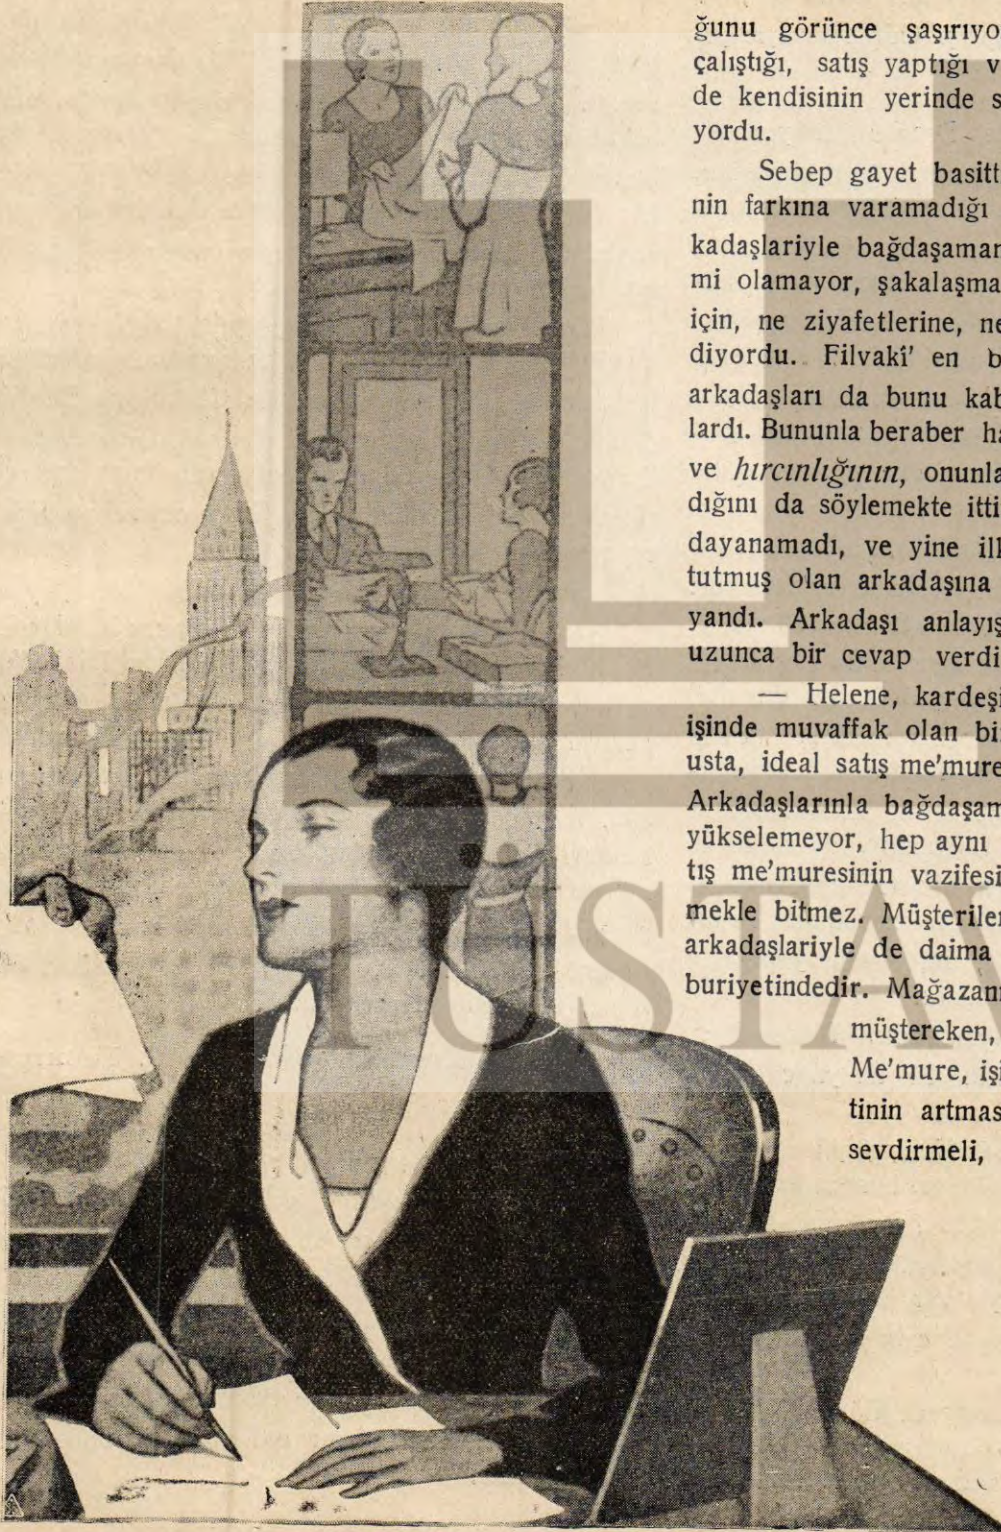 ğunu görünce şaşırıyo
çalıştığı, satış yaptığı v
de kendisinin yerinde s
yordu.
Sebep gayet basitt
nin farkına varamadığı
kadaşlariyle bağdaşamar
mi olamayor, şakalaşma
için, ne ziyafetlerine, ne
diyordu. Filvakî' en b
arkadaşları da bunu kab
lardı. Bununla beraber ha
ve hırcınlığının, onunla
dığını da söylemekte itti
dayanamadı, ve yine ilk
tutmuş olan arkadaşına
yandı. Arkadaşı anlayış
uzunca bir cevap verdi
— Helene, kardeşi
işinde muvaffak olan bi
usta, ideal satış me'mure
Arkadaşlarınla bağdaşam
yükselemeyor, hep aynı
tış me'muresinin vazifesi
mekle bitmez. Müşteriler
arkadaşlariyle de daima
buriyetindedir. Mağazanı
müştereken,
Me'mure, işi
tinin artmas
sevdirmeli,
TÜSTAV